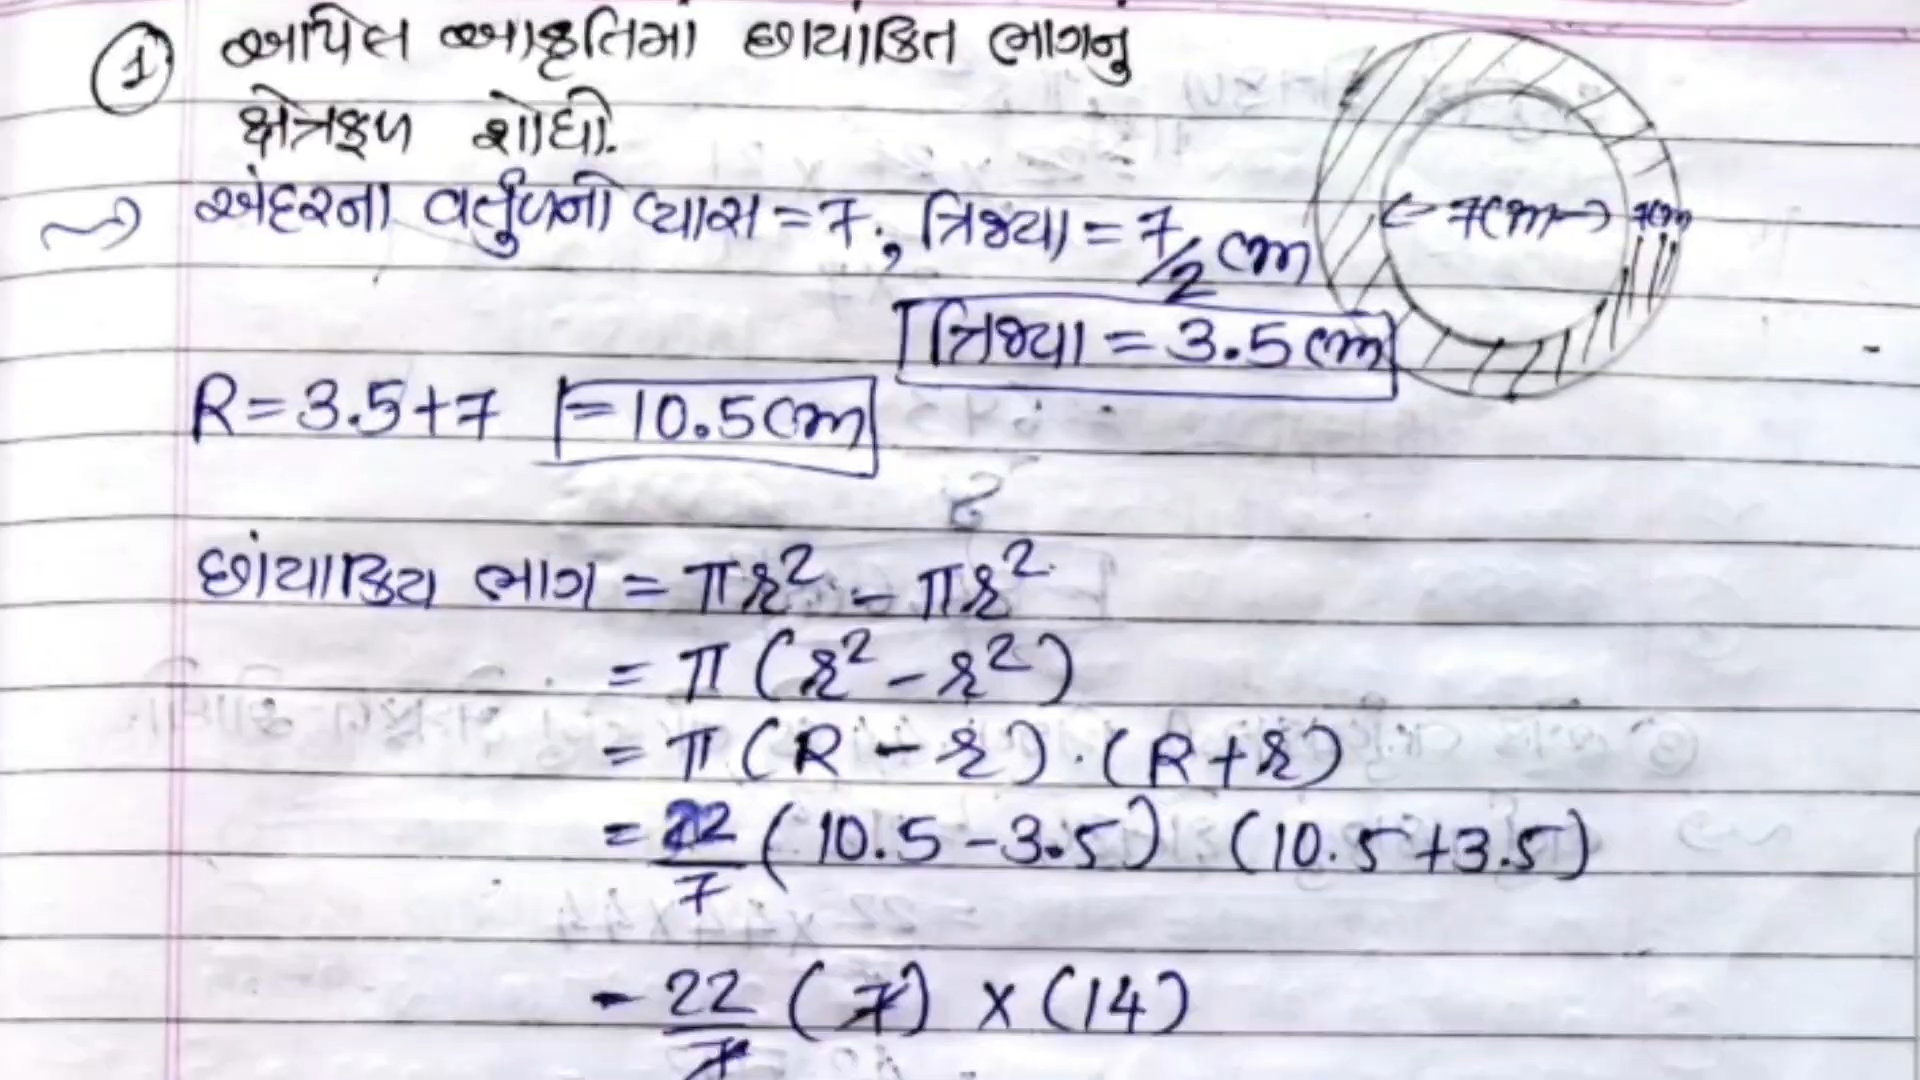 ① આપેલ આકૃતિમાં છાયાંકિત ભાગનુ
ક્ષેત્રફળ શોધો.
←7cm→ 7cm
અંદરના વર્તુળનો વ્યાસ = 7 ; ત્રિજ્યા = 7/2 cm
ત્રિજ્યા = 3.5 cm
R = 3.5 + 7 = 10.5 cm
છાંયાકિય ભાગ = πr² - πr²
= π (r² - r²)
= π (R - r) . (R + r)
= 22/7 (10.5 - 3.5) (10.5 + 3.5)
- 22/7 (7) × (14)